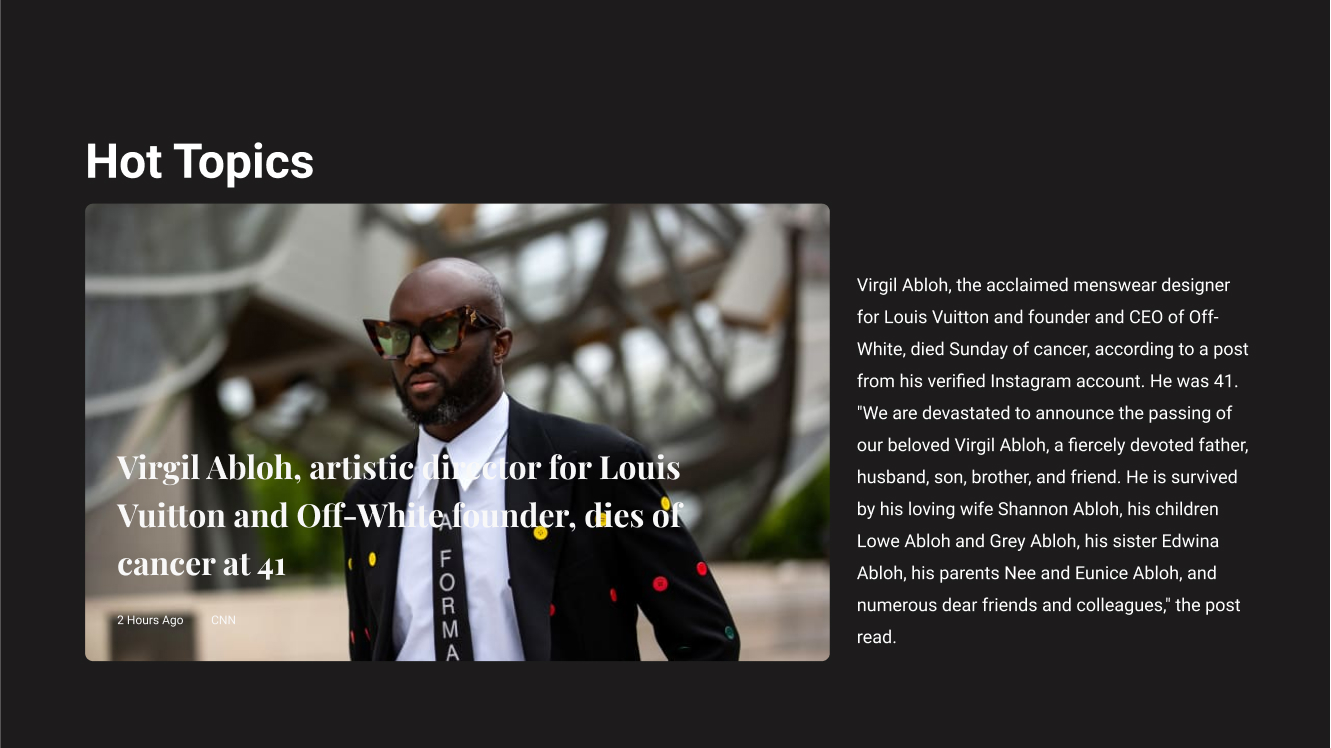 Hot Topics
Virgil Abloh, artistic director for Louis
Vuitton and Off-White founder, dies of
cancer at 41
2 Hours Ago CNN
A FORMA
Virgil Abloh, the acclaimed menswear designer
for Louis Vuitton and founder and CEO of Off-
White, died Sunday of cancer, according to a post
from his verified Instagram account. He was 41.
"We are devastated to announce the passing of
our beloved Virgil Abloh, a fiercely devoted father,
husband, son, brother, and friend. He is survived
by his loving wife Shannon Abloh, his children
Lowe Abloh and Grey Abloh, his sister Edwina
Abloh, his parents Nee and Eunice Abloh, and
numerous dear friends and colleagues," the post
read.